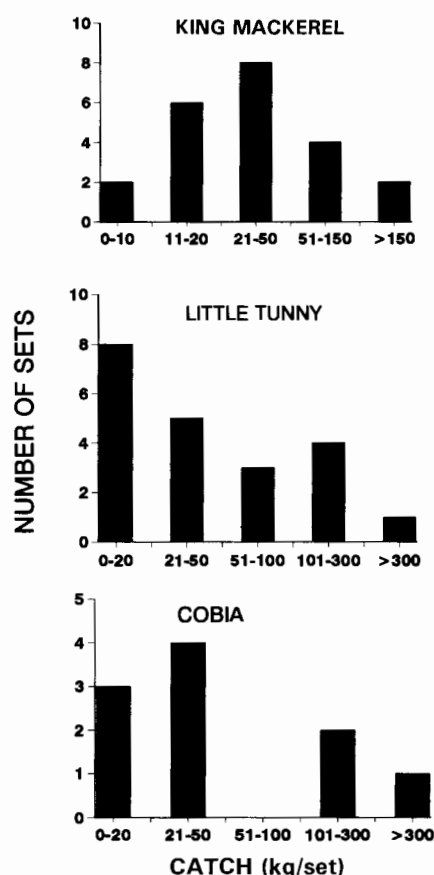 KING MACKEREL
10
8
6
4
2
0
0-10 11-20 21-50 51-150 >150
LITTLE TUNNY
10
8
6
4
2
0
0-20 21-50 51-100 101-300 >300
NUMBER OF SETS
COBIA
5
4
3
2
1
0
0-20 21-50 51-100 101-300 >300
CATCH (kg/set)